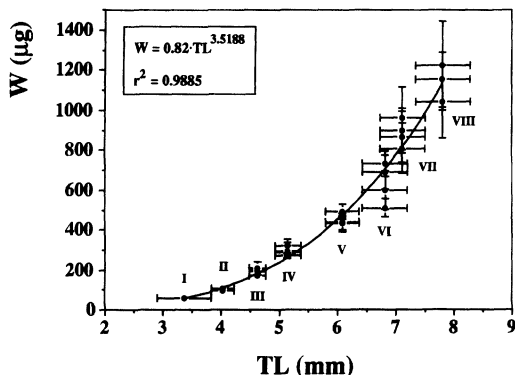 W (μg)
1400
1200
1000
800
600
400
200
0
W = 0.82·TL^3.5188
r² = 0.9885
I
II
III
IV
V
VI
VII
VIII
2 3 4 5 6 7 8 9
TL (mm)